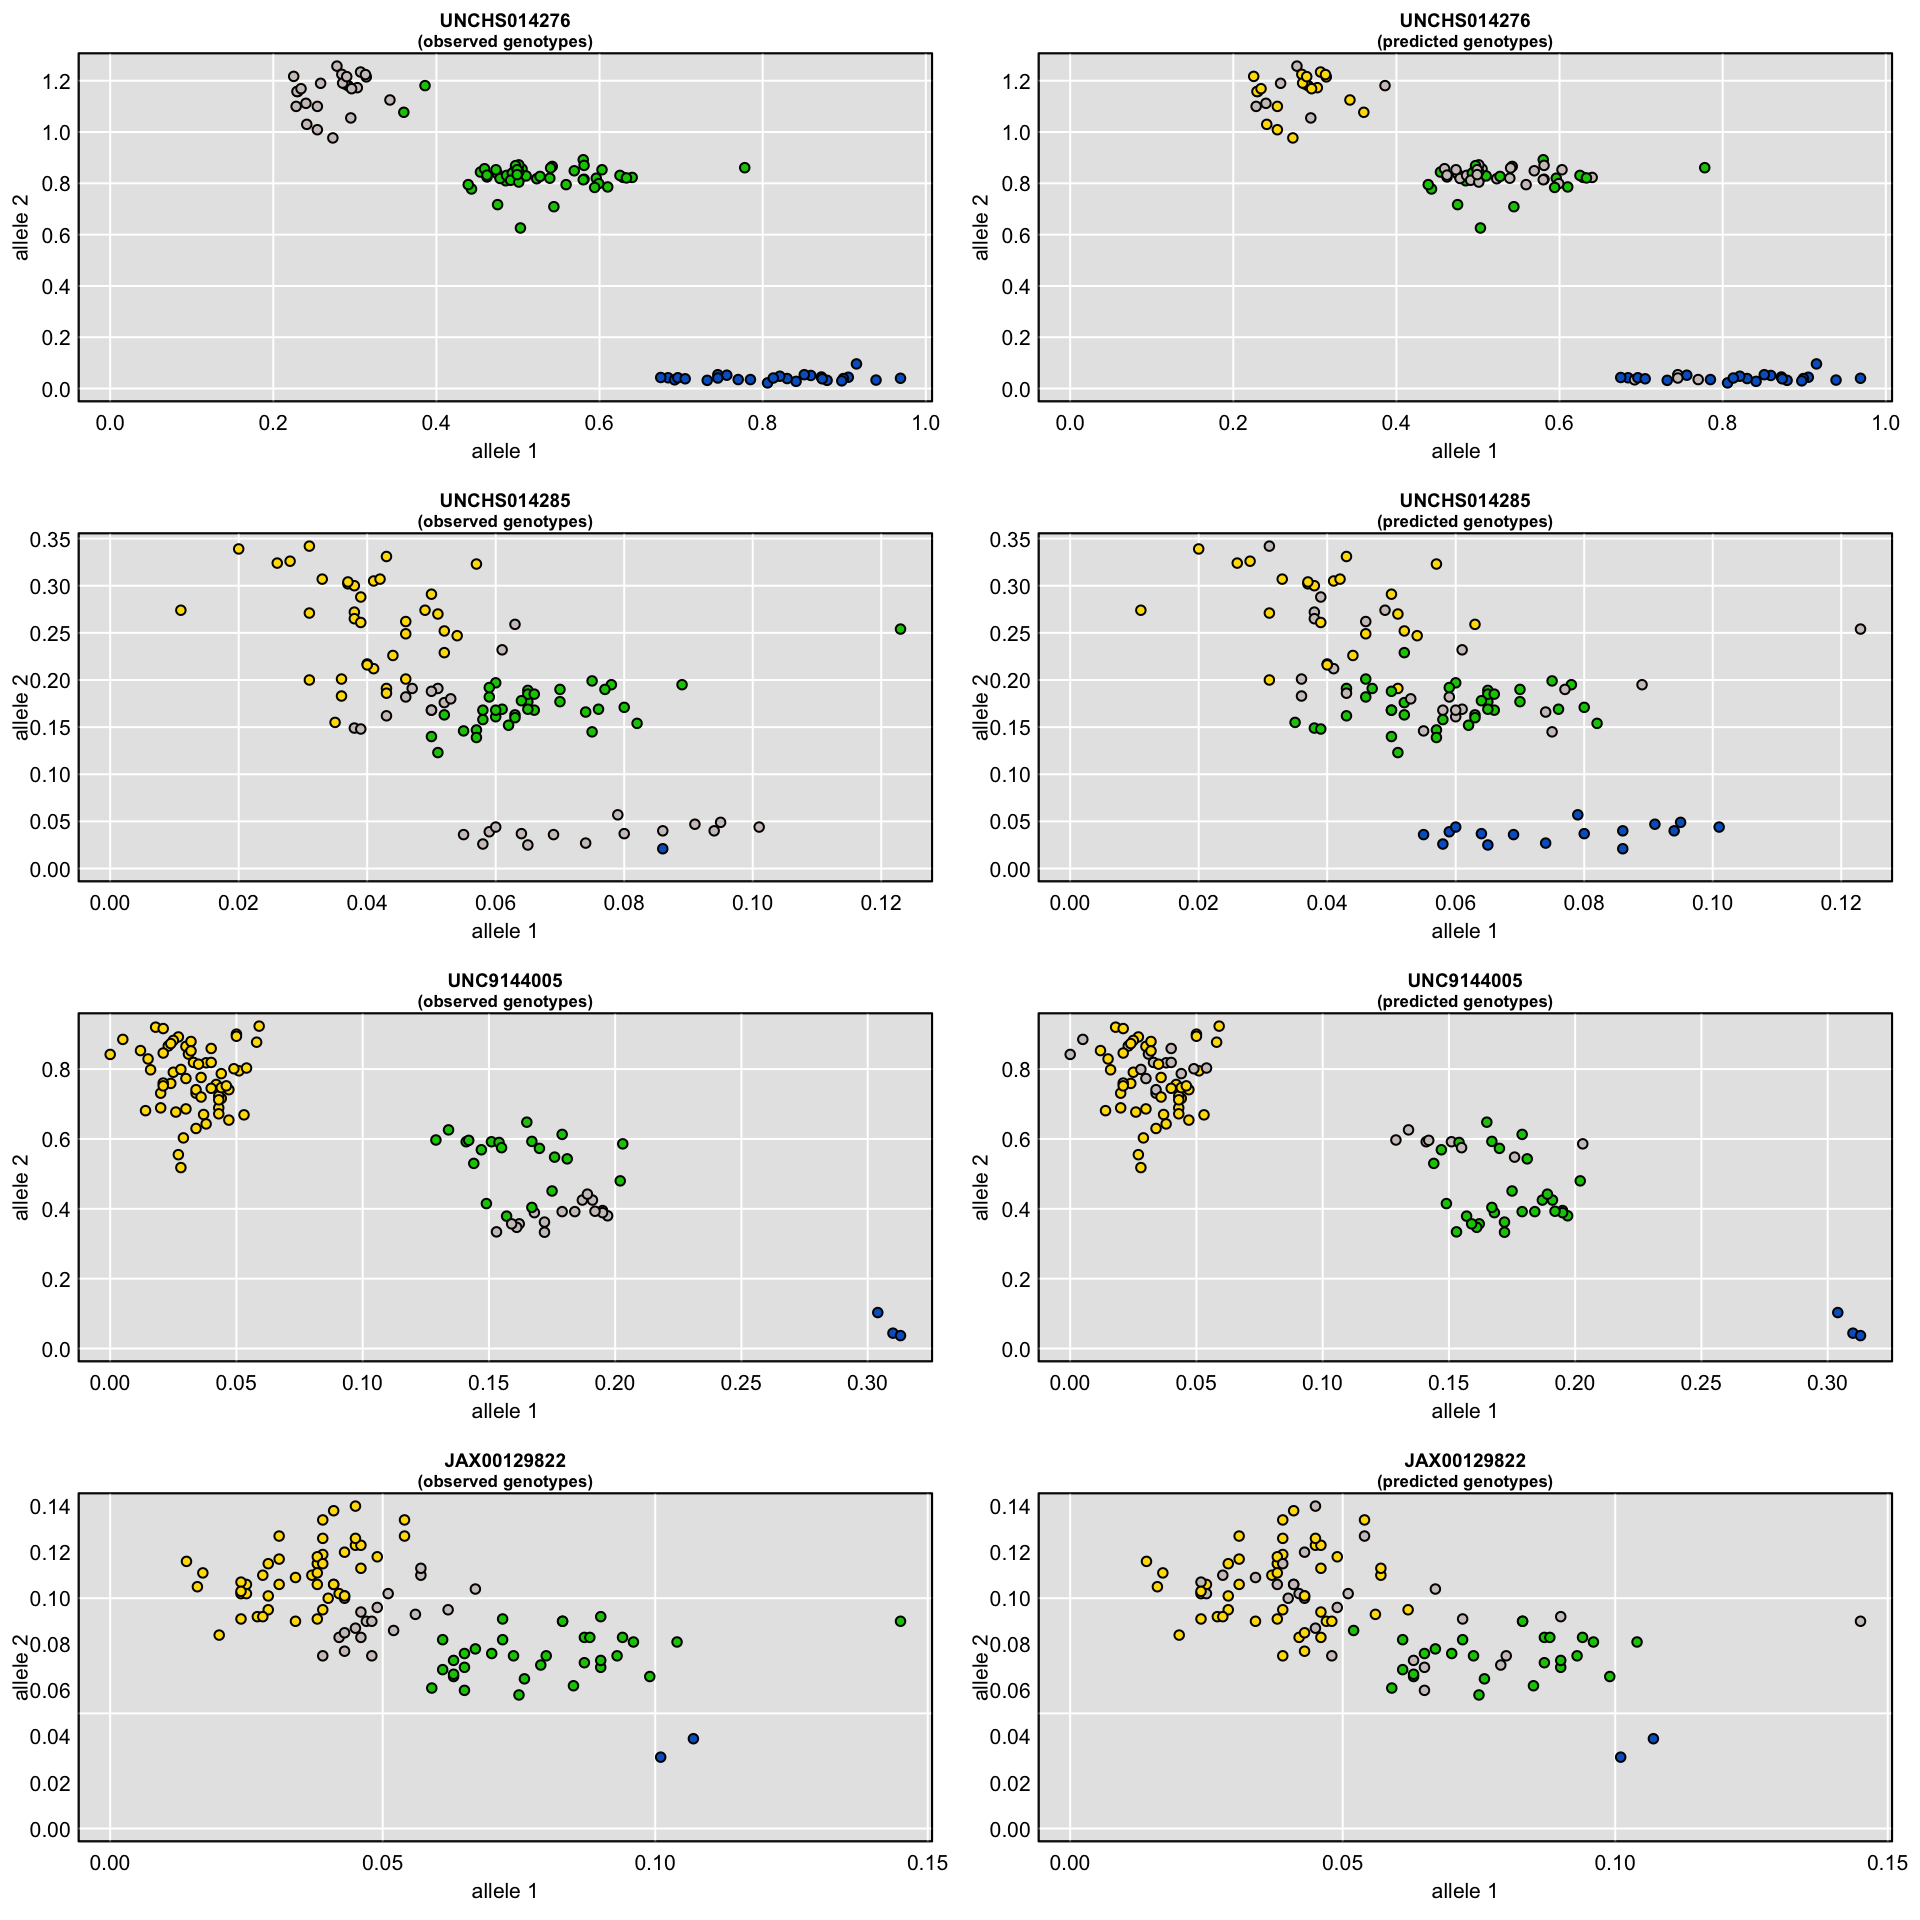 UNCHS014276
(observed genotypes)
allele 2
1.2
1.0
0.8
0.6
0.4
0.2
0.0
0.0 0.2 0.4 0.6 0.8 1.0
allele 1
UNCHS014276
(predicted genotypes)
allele 2
1.2
1.0
0.8
0.6
0.4
0.2
0.0
0.0 0.2 0.4 0.6 0.8 1.0
allele 1
UNCHS014285
(observed genotypes)
allele 2
0.35
0.30
0.25
0.20
0.15
0.10
0.05
0.00
0.00 0.02 0.04 0.06 0.08 0.10 0.12
allele 1
UNCHS014285
(predicted genotypes)
allele 2
0.35
0.30
0.25
0.20
0.15
0.10
0.05
0.00
0.00 0.02 0.04 0.06 0.08 0.10 0.12
allele 1
UNC9144005
(observed genotypes)
allele 2
0.8
0.6
0.4
0.2
0.0
0.00 0.05 0.10 0.15 0.20 0.25 0.30
allele 1
UNC9144005
(predicted genotypes)
allele 2
0.8
0.6
0.4
0.2
0.0
0.00 0.05 0.10 0.15 0.20 0.25 0.30
allele 1
JAX00129822
(observed genotypes)
allele 2
0.14
0.12
0.10
0.08
0.06
0.04
0.02
0.00
0.00 0.05 0.10 0.15
allele 1
JAX00129822
(predicted genotypes)
allele 2
0.14
0.12
0.10
0.08
0.06
0.04
0.02
0.00
0.00 0.05 0.10 0.15
allele 1